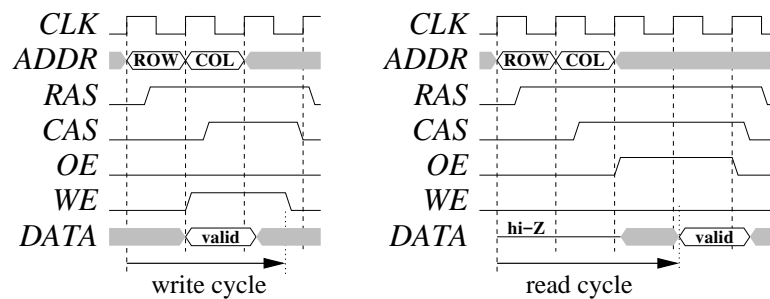 CLK CLK
ADDR ROW COL ADDR ROW COL
RAS RAS
CAS CAS
OE OE
WE WE
DATA valid DATA hi-Z valid
write cycle read cycle